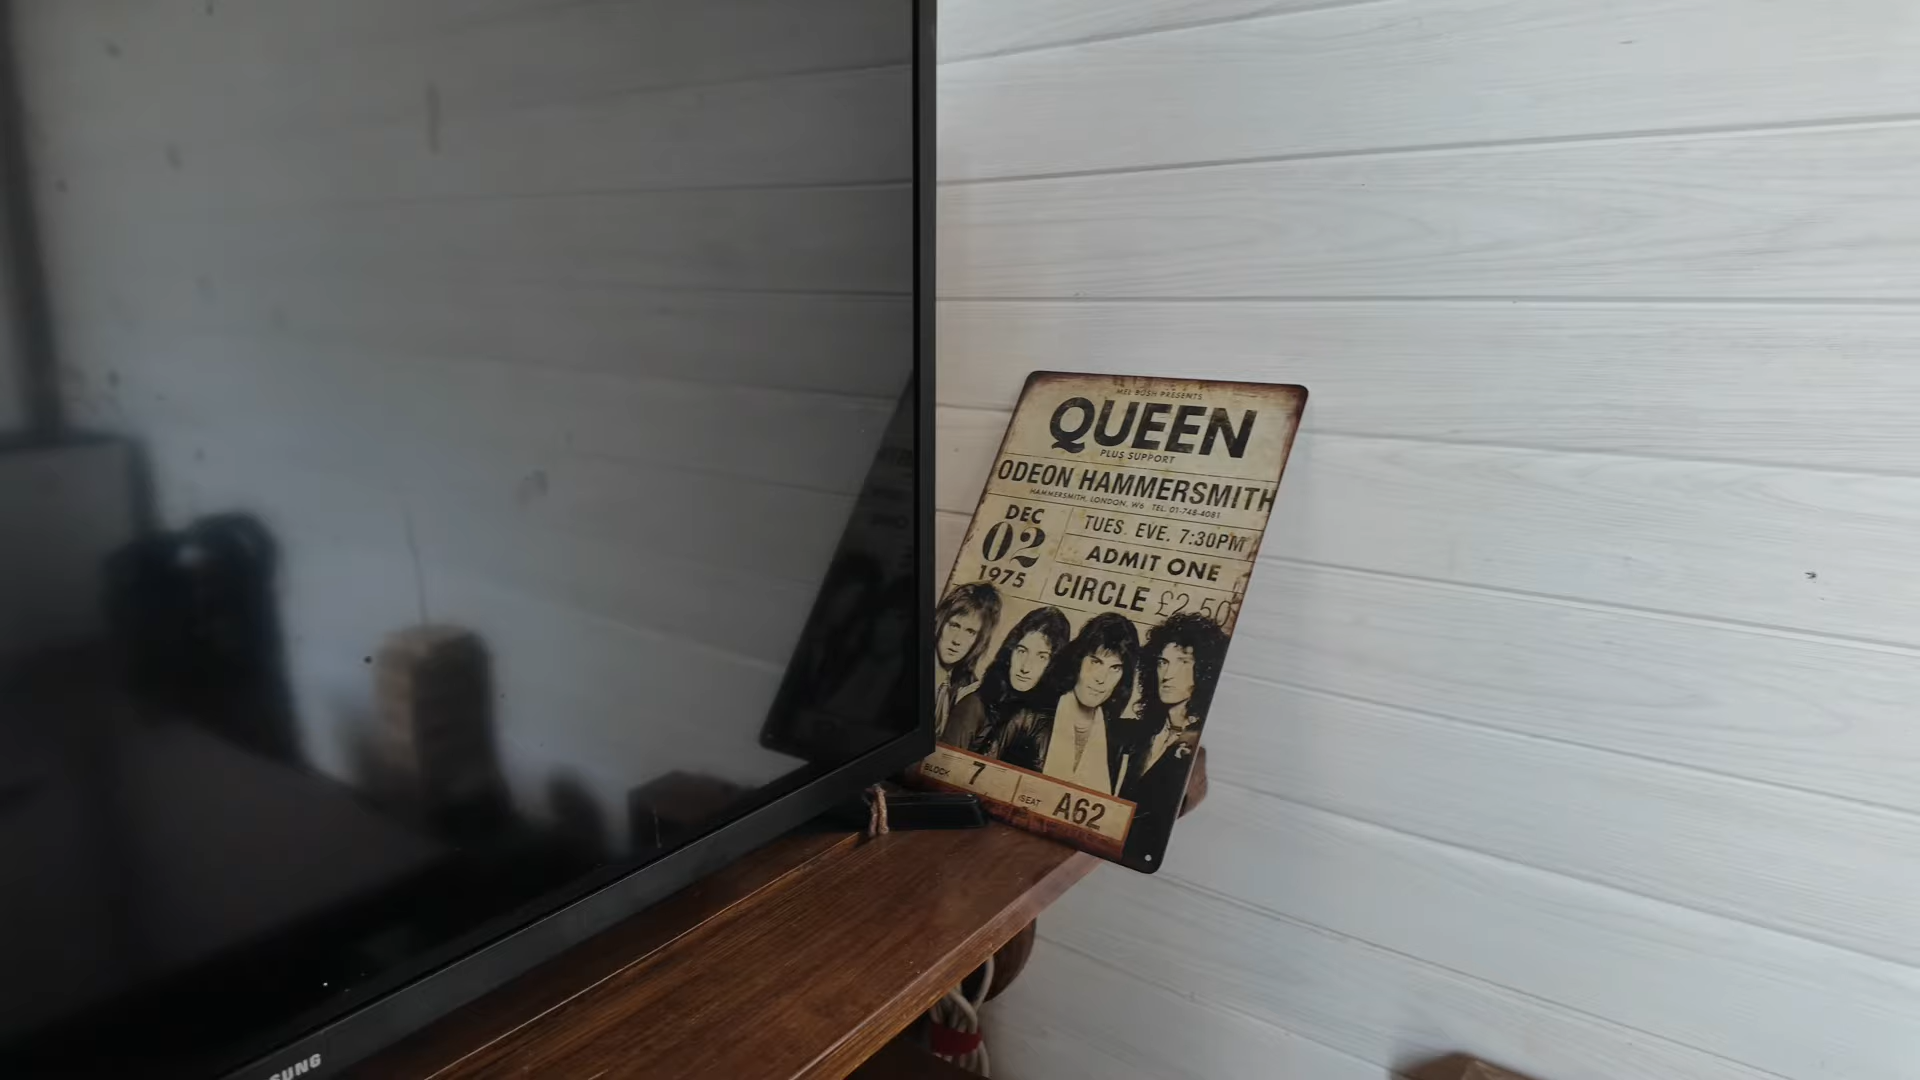 MEL BUSH PRESENTS
QUEEN
PLUS SUPPORT
ODEON HAMMERSMITH
HAMMERSMITH, LONDON, W6 TEL. 01-748-4081
DEC
02
1975
TUES. EVE. 7:30PM
ADMIT ONE
CIRCLE £2.50
BLOCK 7
SEAT A62
SUNG